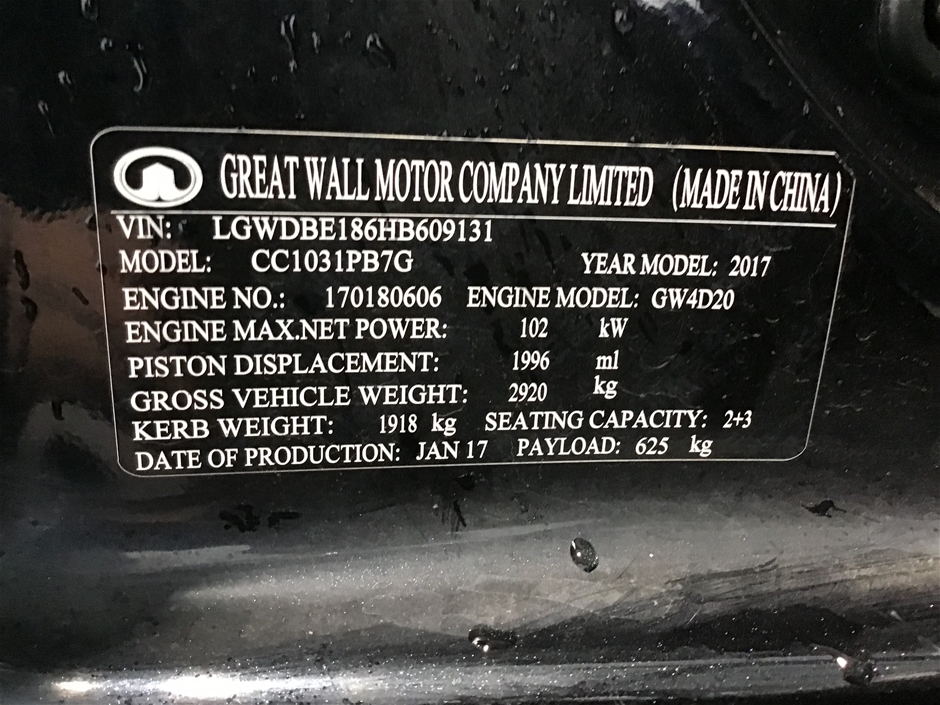 GREAT WALL MOTOR COMPANY LIMITED (MADE IN CHINA)
VIN: LGWDBE186HB609131
MODEL: CC1031PB7G YEAR MODEL: 2017
ENGINE NO.: 170180606 ENGINE MODEL: GW4D20
ENGINE MAX.NET POWER: 102 kW
PISTON DISPLACEMENT: 1996 ml
GROSS VEHICLE WEIGHT: 2920 kg
KERB WEIGHT: 1918 kg SEATING CAPACITY: 2+3
DATE OF PRODUCTION: JAN 17 PAYLOAD: 625 kg